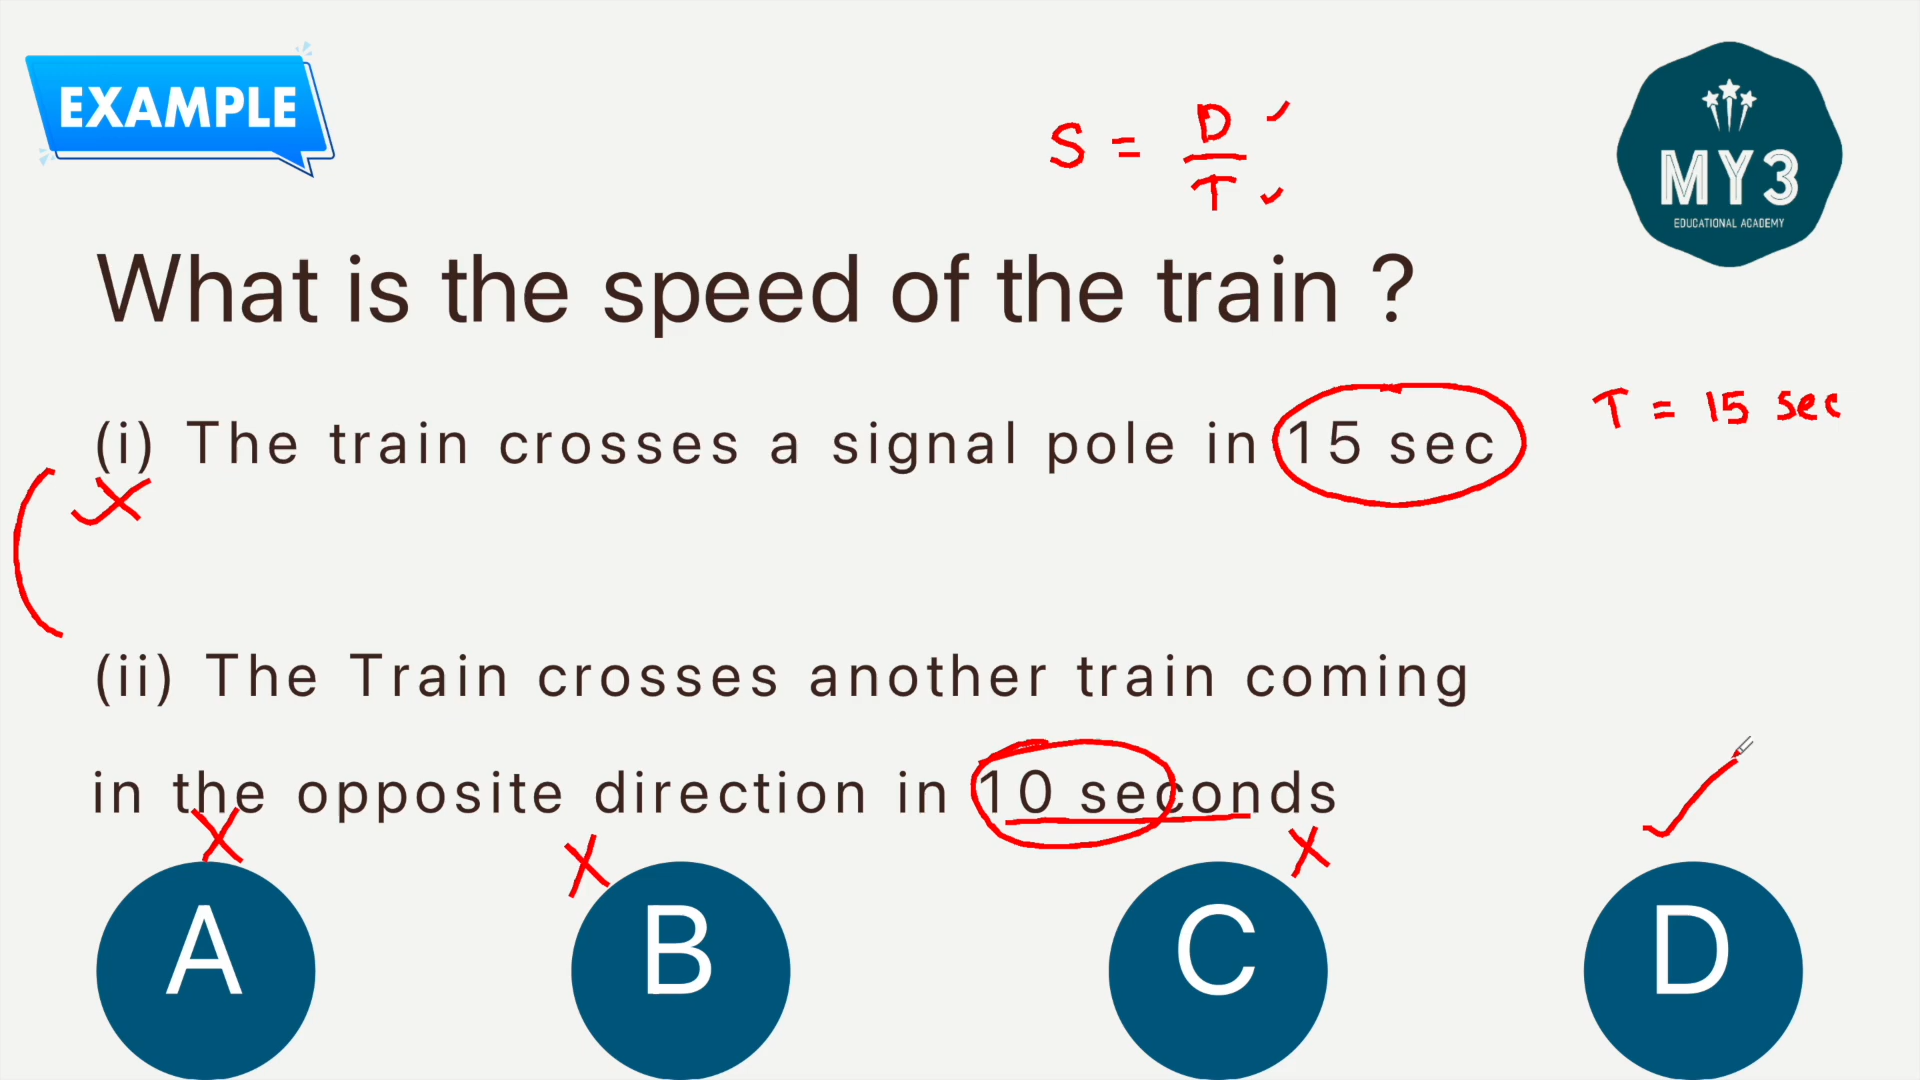 EXAMPLE
S = D/T
MY3
EDUCATIONAL ACADEMY
What is the speed of the train ?
(i) The train crosses a signal pole in 15 sec
T = 15 sec
(ii) The Train crosses another train coming
in the opposite direction in 10 seconds
A B C D